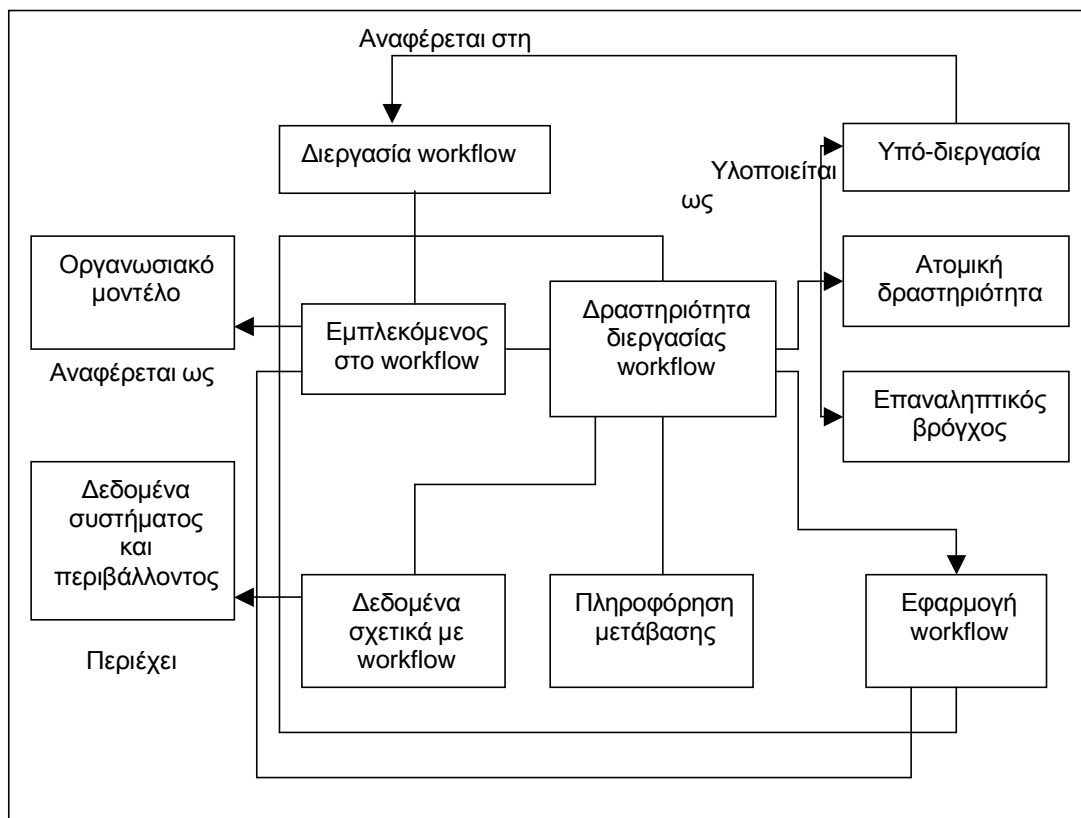 Αναφέρεται στη
Διεργασία workflow
Υπό-διεργασία
Υλοποιείται
ως
Οργανωσιακό
μοντέλο
Ατομική
δραστηριότητα
Εμπλεκόμενος
στο workflow
Δραστηριότητα
διεργασίας
workflow
Αναφέρεται ως
Επαναληπτικός
βρόγχος
Δεδομένα
συστήματος
και
περιβάλλοντος
Δεδομένα
σχετικά με
workflow
Πληροφόρηση
μετάβασης
Εφαρμογή
workflow
Περιέχει